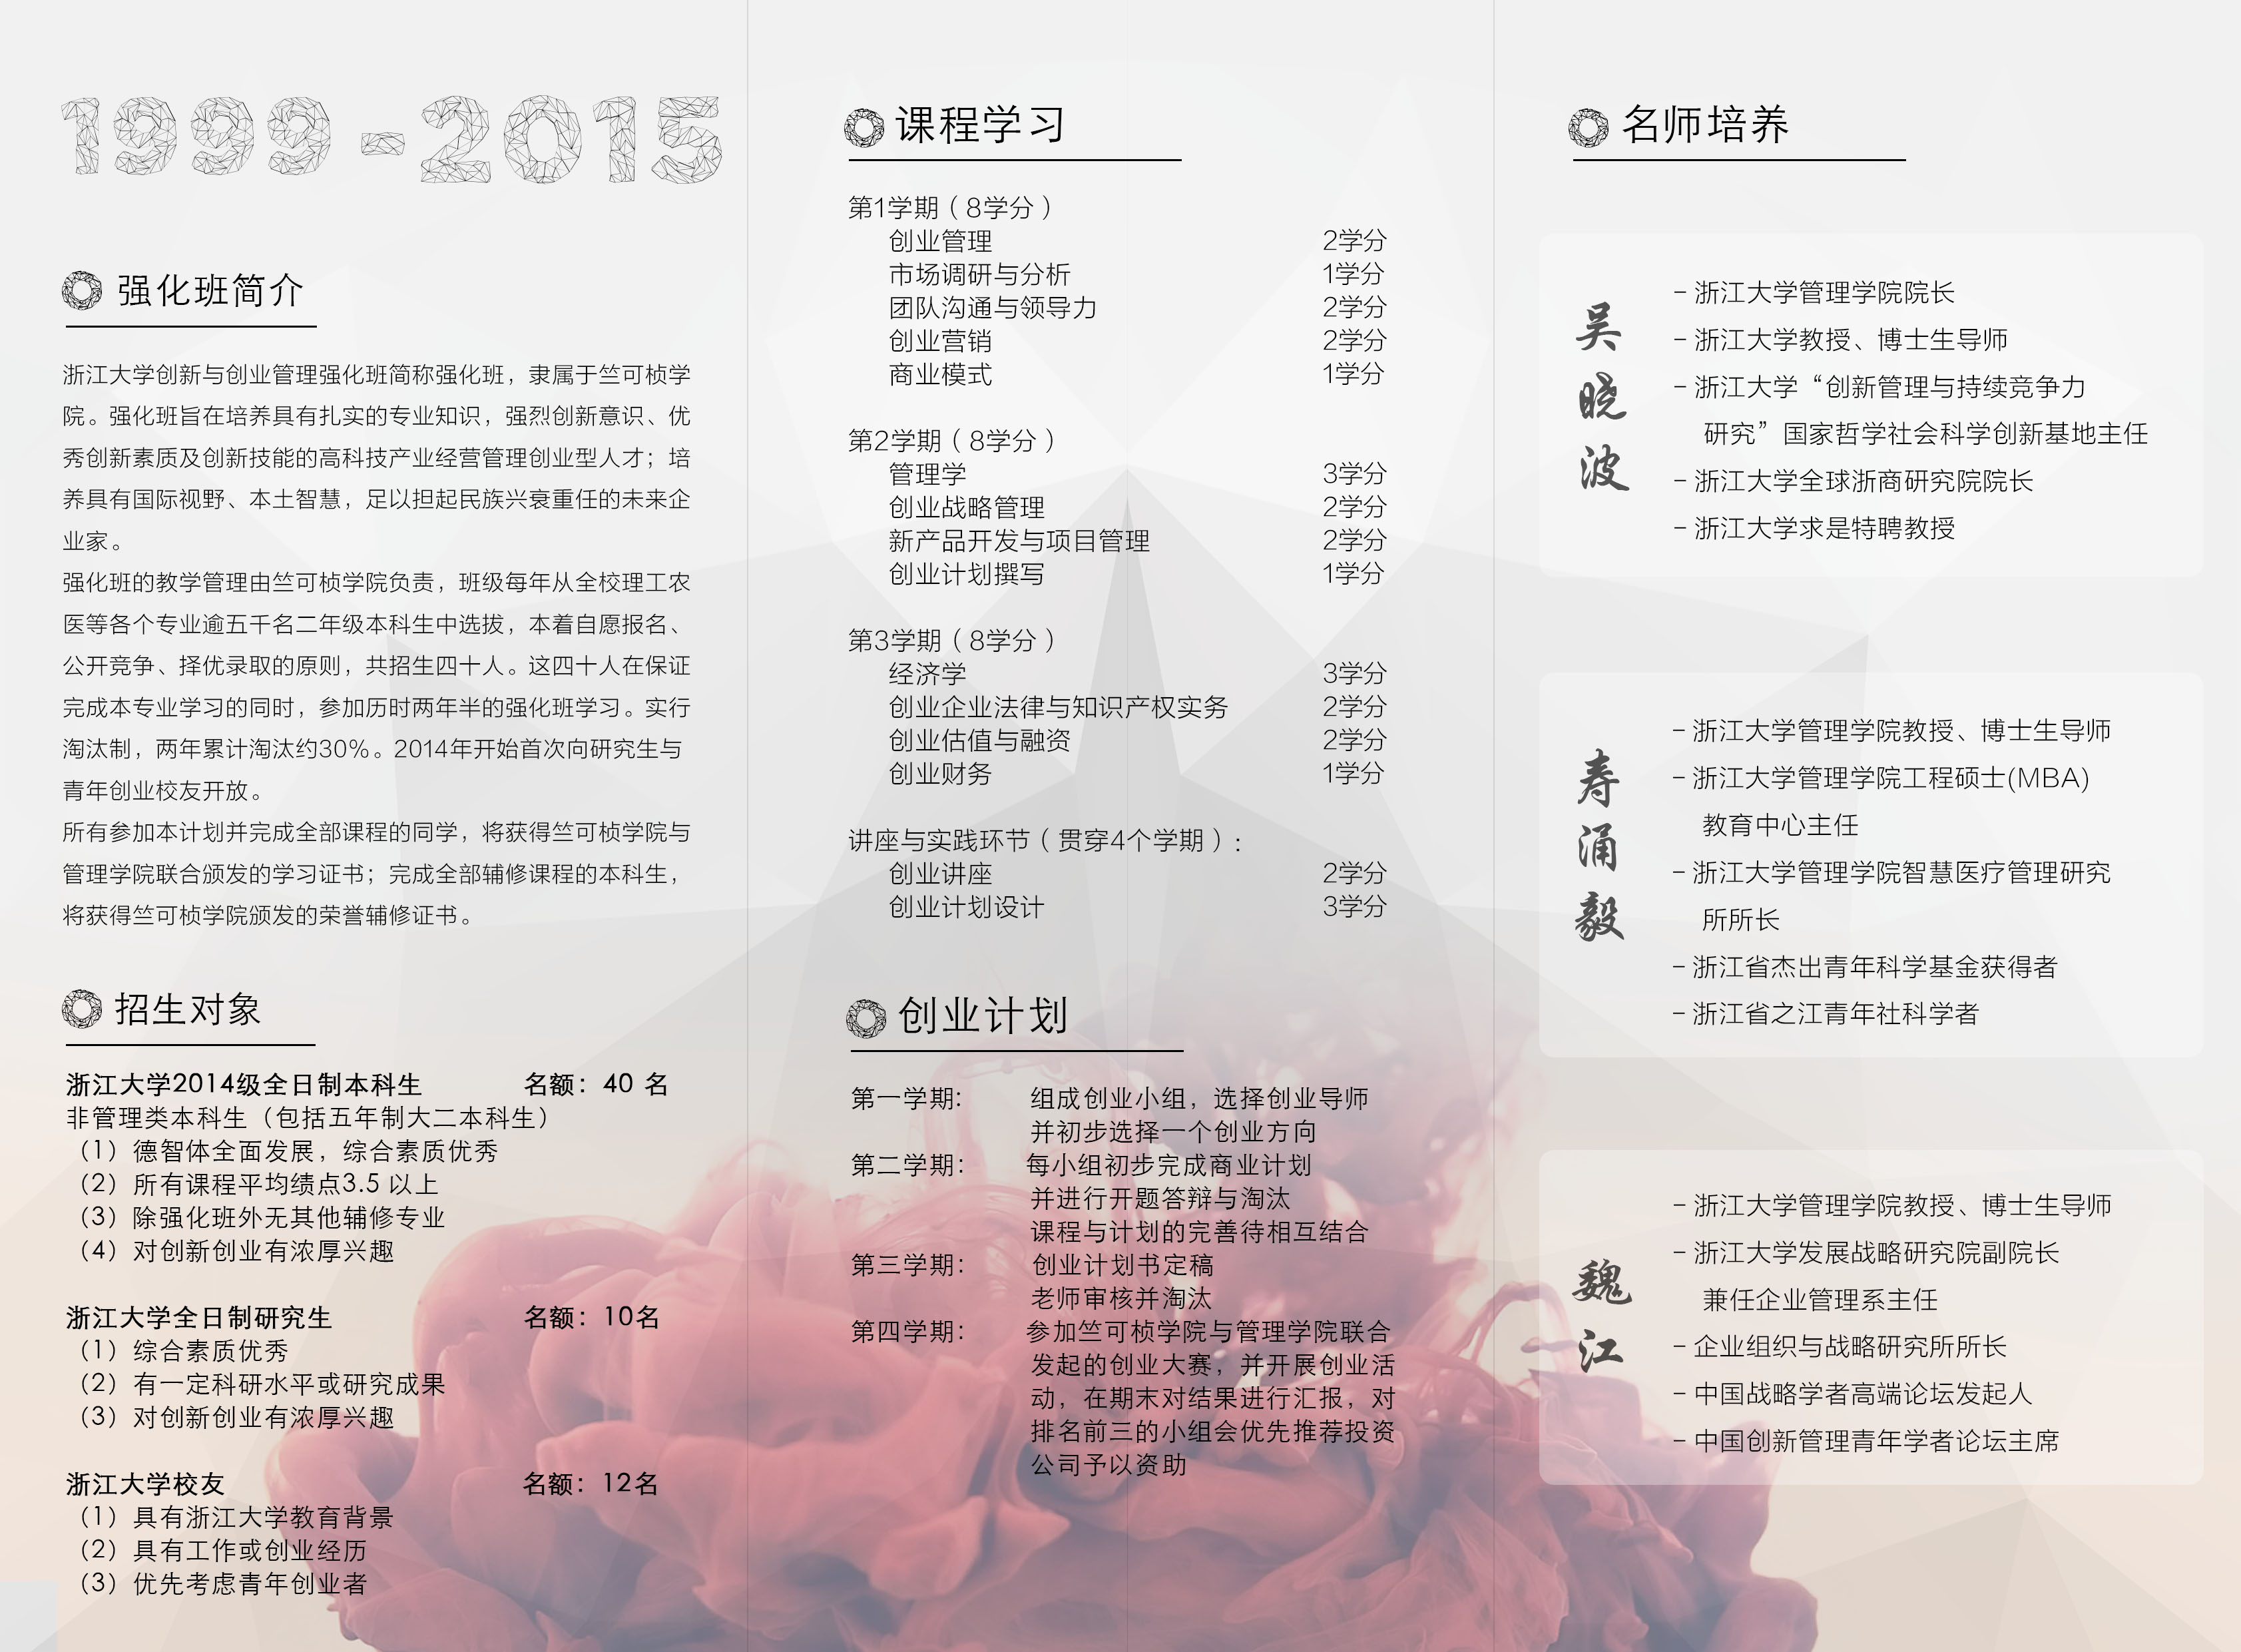 1999-2015
强化班简介
浙江大学创新与创业管理强化班简称强化班，隶属于竺可桢学
院。强化班旨在培养具有扎实的专业知识，强烈创新意识、优
秀创新素质及创新技能的高科技产业经营管理创业型人才；培
养具有国际视野、本土智慧，足以担起民族兴衰重任的未来企
业家。
强化班的教学管理由竺可桢学院负责，班级每年从全校理工农
医等各个专业逾五千名二年级本科生中选拔，本着自愿报名、
公开竞争、择优录取的原则，共招生四十人。这四十人在保证
完成本专业学习的同时，参加历时两年半的强化班学习。实行
淘汰制，两年累计淘汰约30%。2014年开始首次向研究生与
青年创业校友开放。
所有参加本计划并完成全部课程的同学，将获得竺可桢学院与
管理学院联合颁发的学习证书；完成全部辅修课程的本科生，
将获得竺可桢学院颁发的荣誉辅修证书。
招生对象
浙江大学2014级全日制本科生 名额：40 名
非管理类本科生（包括五年制大二本科生）
（1）德智体全面发展，综合素质优秀
（2）所有课程平均绩点3.5 以上
（3）除强化班外无其他辅修专业
（4）对创新创业有浓厚兴趣
浙江大学全日制研究生 名额：10名
（1）综合素质优秀
（2）有一定科研水平或研究成果
（3）对创新创业有浓厚兴趣
浙江大学校友 名额：12名
（1）具有浙江大学教育背景
（2）具有工作或创业经历
（3）优先考虑青年创业者
课程学习
第1学期（8学分）
创业管理 2学分
市场调研与分析 1学分
团队沟通与领导力 2学分
创业营销 2学分
商业模式 1学分
第2学期（8学分）
管理学 3学分
创业战略管理 2学分
新产品开发与项目管理 2学分
创业计划撰写 1学分
第3学期（8学分）
经济学 3学分
创业企业法律与知识产权实务 2学分
创业估值与融资 2学分
创业财务 1学分
讲座与实践环节（贯穿4个学期）：
创业讲座 2学分
创业计划设计 3学分
创业计划
第一学期： 组成创业小组，选择创业导师
并初步选择一个创业方向
第二学期： 每小组初步完成商业计划
并进行开题答辩与淘汰
课程与计划的完善待相互结合
第三学期： 创业计划书定稿
老师审核并淘汰
第四学期： 参加竺可桢学院与管理学院联合
发起的创业大赛，并开展创业活
动，在期末对结果进行汇报，对
排名前三的小组会优先推荐投资
公司予以资助
名师培养
吴晓波
- 浙江大学管理学院院长
- 浙江大学教授、博士生导师
- 浙江大学“创新管理与持续竞争力
研究”国家哲学社会科学创新基地主任
- 浙江大学全球浙商研究院院长
- 浙江大学求是特聘教授
寿涌毅
- 浙江大学管理学院教授、博士生导师
- 浙江大学管理学院工程硕士(MBA)
教育中心主任
- 浙江大学管理学院智慧医疗管理研究
所所长
- 浙江省杰出青年科学基金获得者
- 浙江省之江青年社科学者
魏江
- 浙江大学管理学院教授、博士生导师
- 浙江大学发展战略研究院副院长
兼任企业管理系主任
- 企业组织与战略研究所所长
- 中国战略学者高端论坛发起人
- 中国创新管理青年学者论坛主席